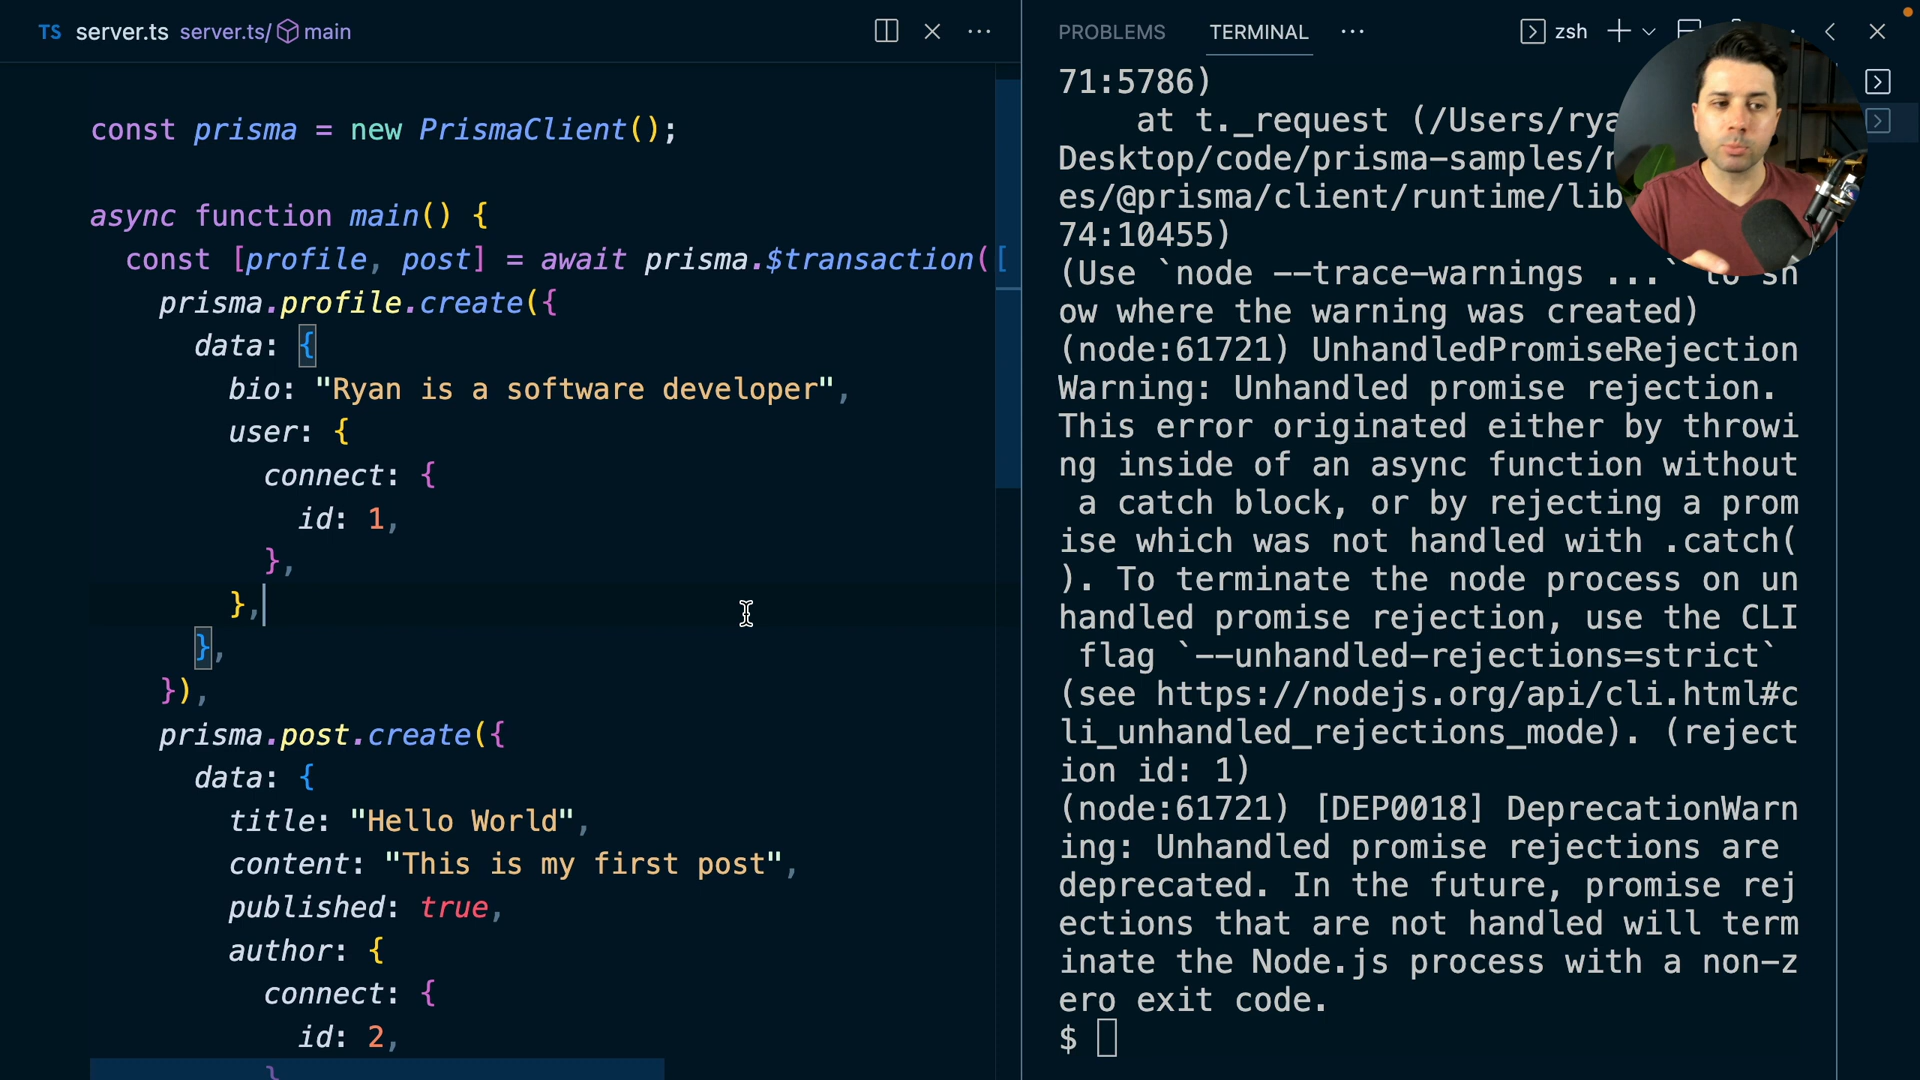 TS server.ts server.ts/ main
const prisma = new PrismaClient();
async function main() {
const [profile, post] = await prisma.$transaction([
prisma.profile.create({
data: {
bio: "Ryan is a software developer",
user: {
connect: {
id: 1,
},
},
},
}),
prisma.post.create({
data: {
title: "Hello World",
content: "This is my first post",
published: true,
author: {
connect: {
id: 2,
}
PROBLEMS TERMINAL
zsh
71:5786)
at t._request (/Users/rya
Desktop/code/prisma-samples/
es/@prisma/client/runtime/lib
74:10455)
(Use `node --trace-warnings ...` to sh
ow where the warning was created)
(node:61721) UnhandledPromiseRejection
Warning: Unhandled promise rejection.
This error originated either by throwi
ng inside of an async function without
a catch block, or by rejecting a prom
ise which was not handled with .catch(
). To terminate the node process on un
handled promise rejection, use the CLI
flag `--unhandled-rejections=strict`
(see https://nodejs.org/api/cli.html#c
li_unhandled_rejections_mode). (reject
ion id: 1)
(node:61721) [DEP0018] DeprecationWarn
ing: Unhandled promise rejections are
deprecated. In the future, promise rej
ections that are not handled will term
inate the Node.js process with a non-z
ero exit code.
$